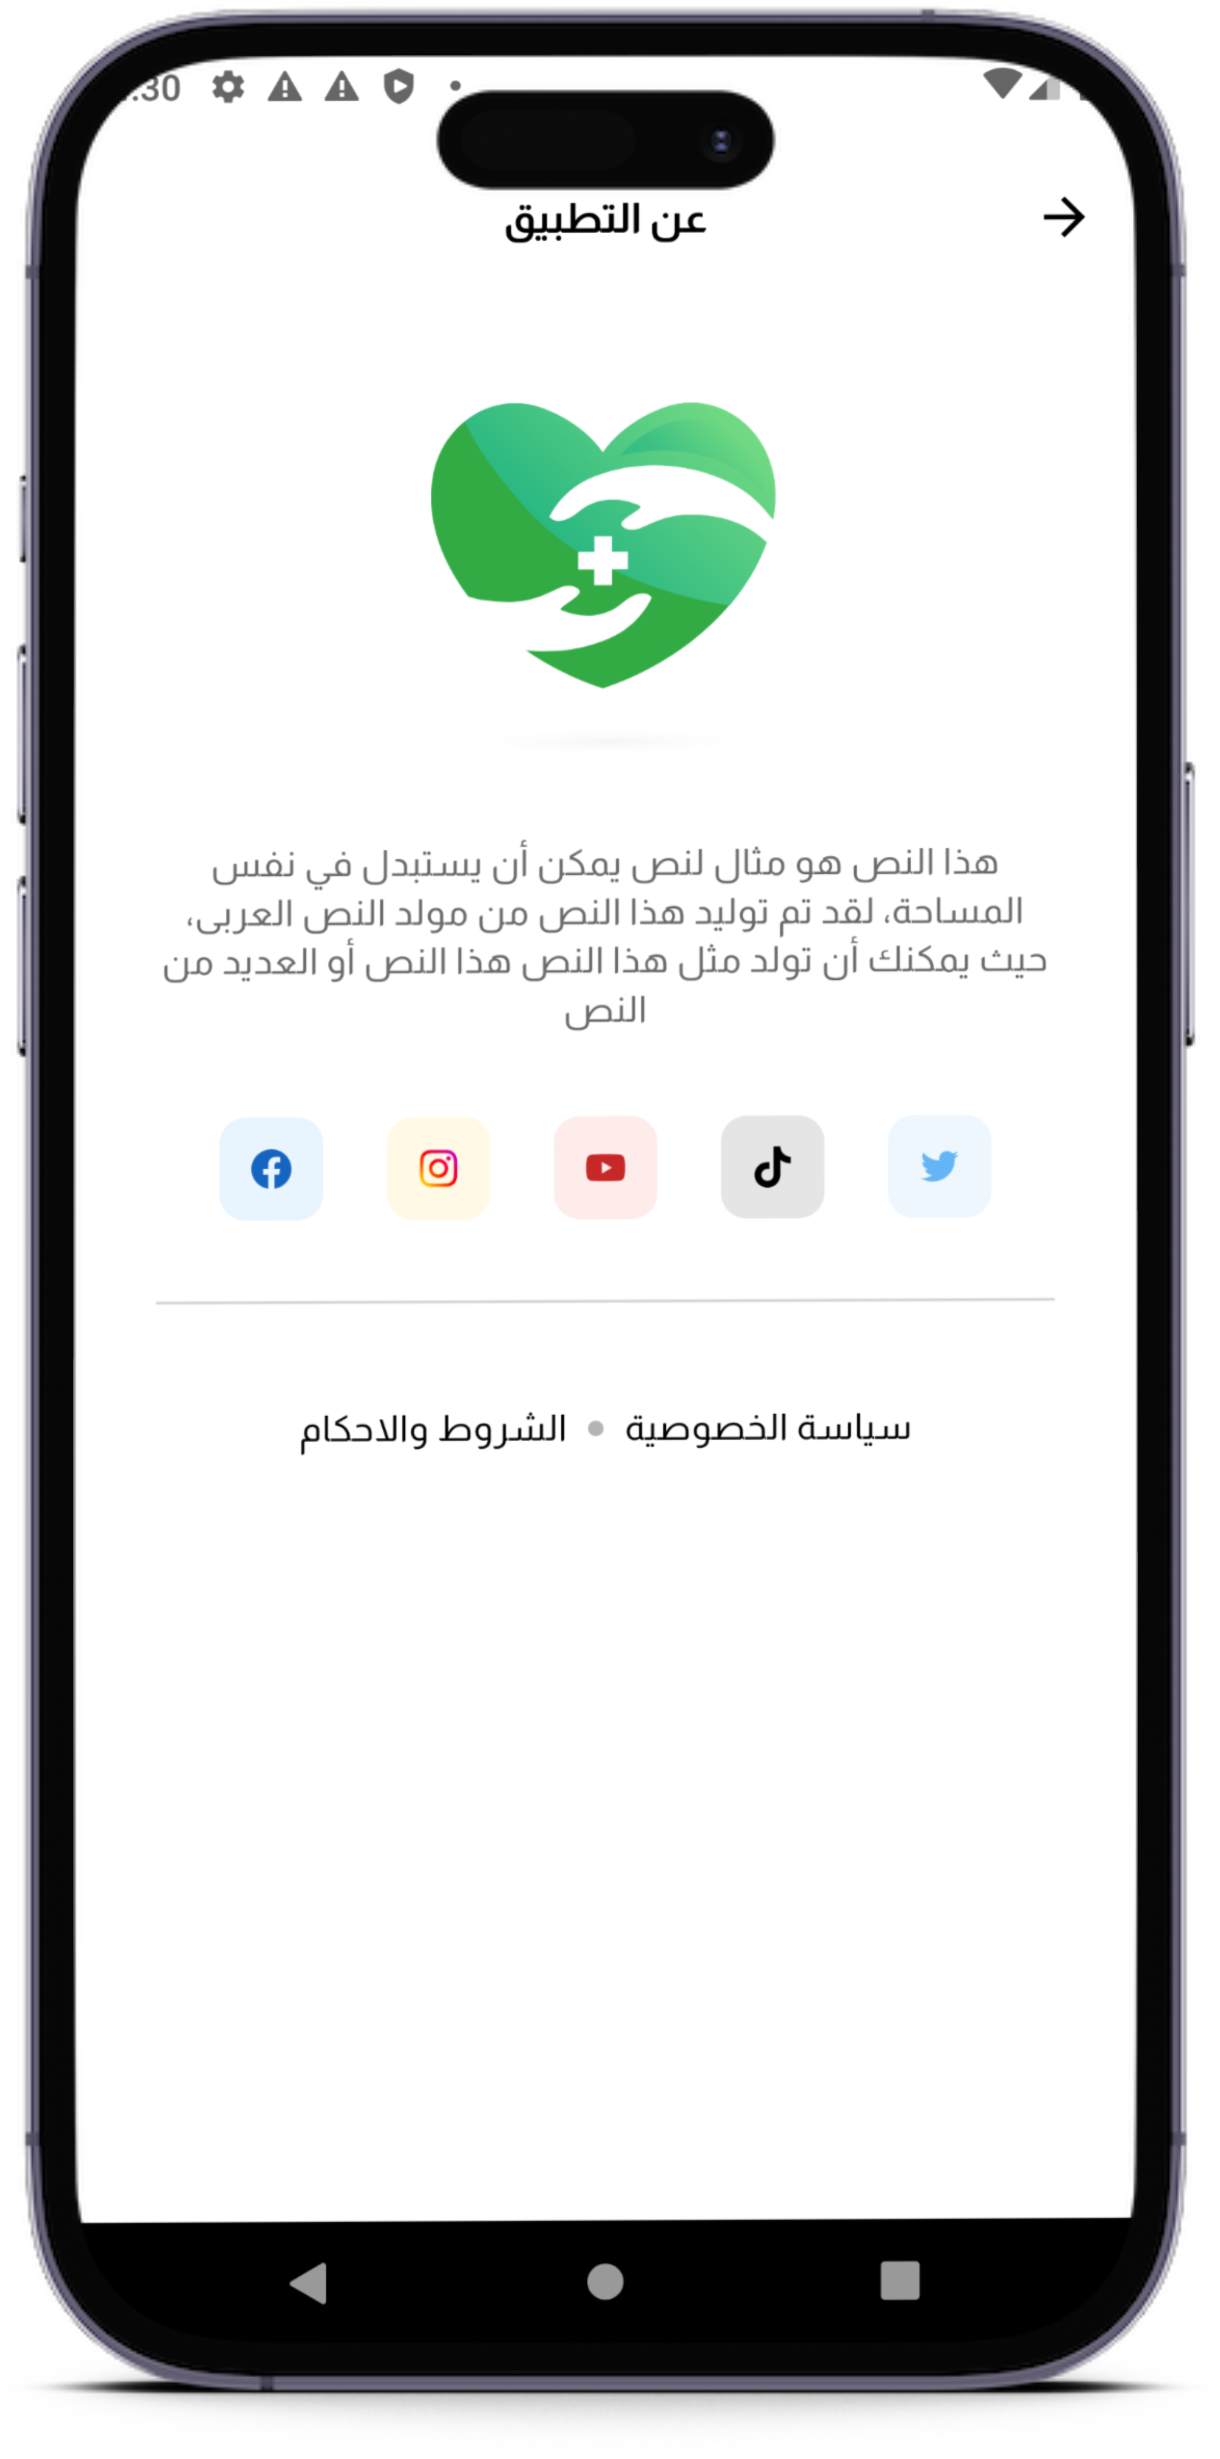 :30
عن التطبيق
هذا النص هو مثال لنص يمكن أن يستبدل في نفس
المساحة، لقد تم توليد هذا النص من مولد النص العربى،
حيث يمكنك أن تولد مثل هذا النص هذا النص أو العديد من
النص
سياسة الخصوصية • الشروط والاحكام